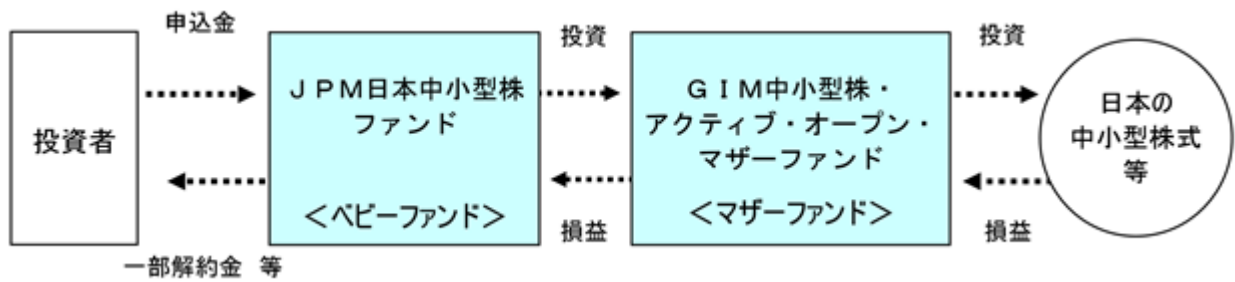 申込金
投資
投資
投資者
ＪＰＭ日本中小型株
ファンド
＜ベビーファンド＞
ＧＩＭ中小型株・
アクティブ・オープン・
マザーファンド
＜マザーファンド＞
日本の
中小型株式
等
一部解約金 等
損益
損益